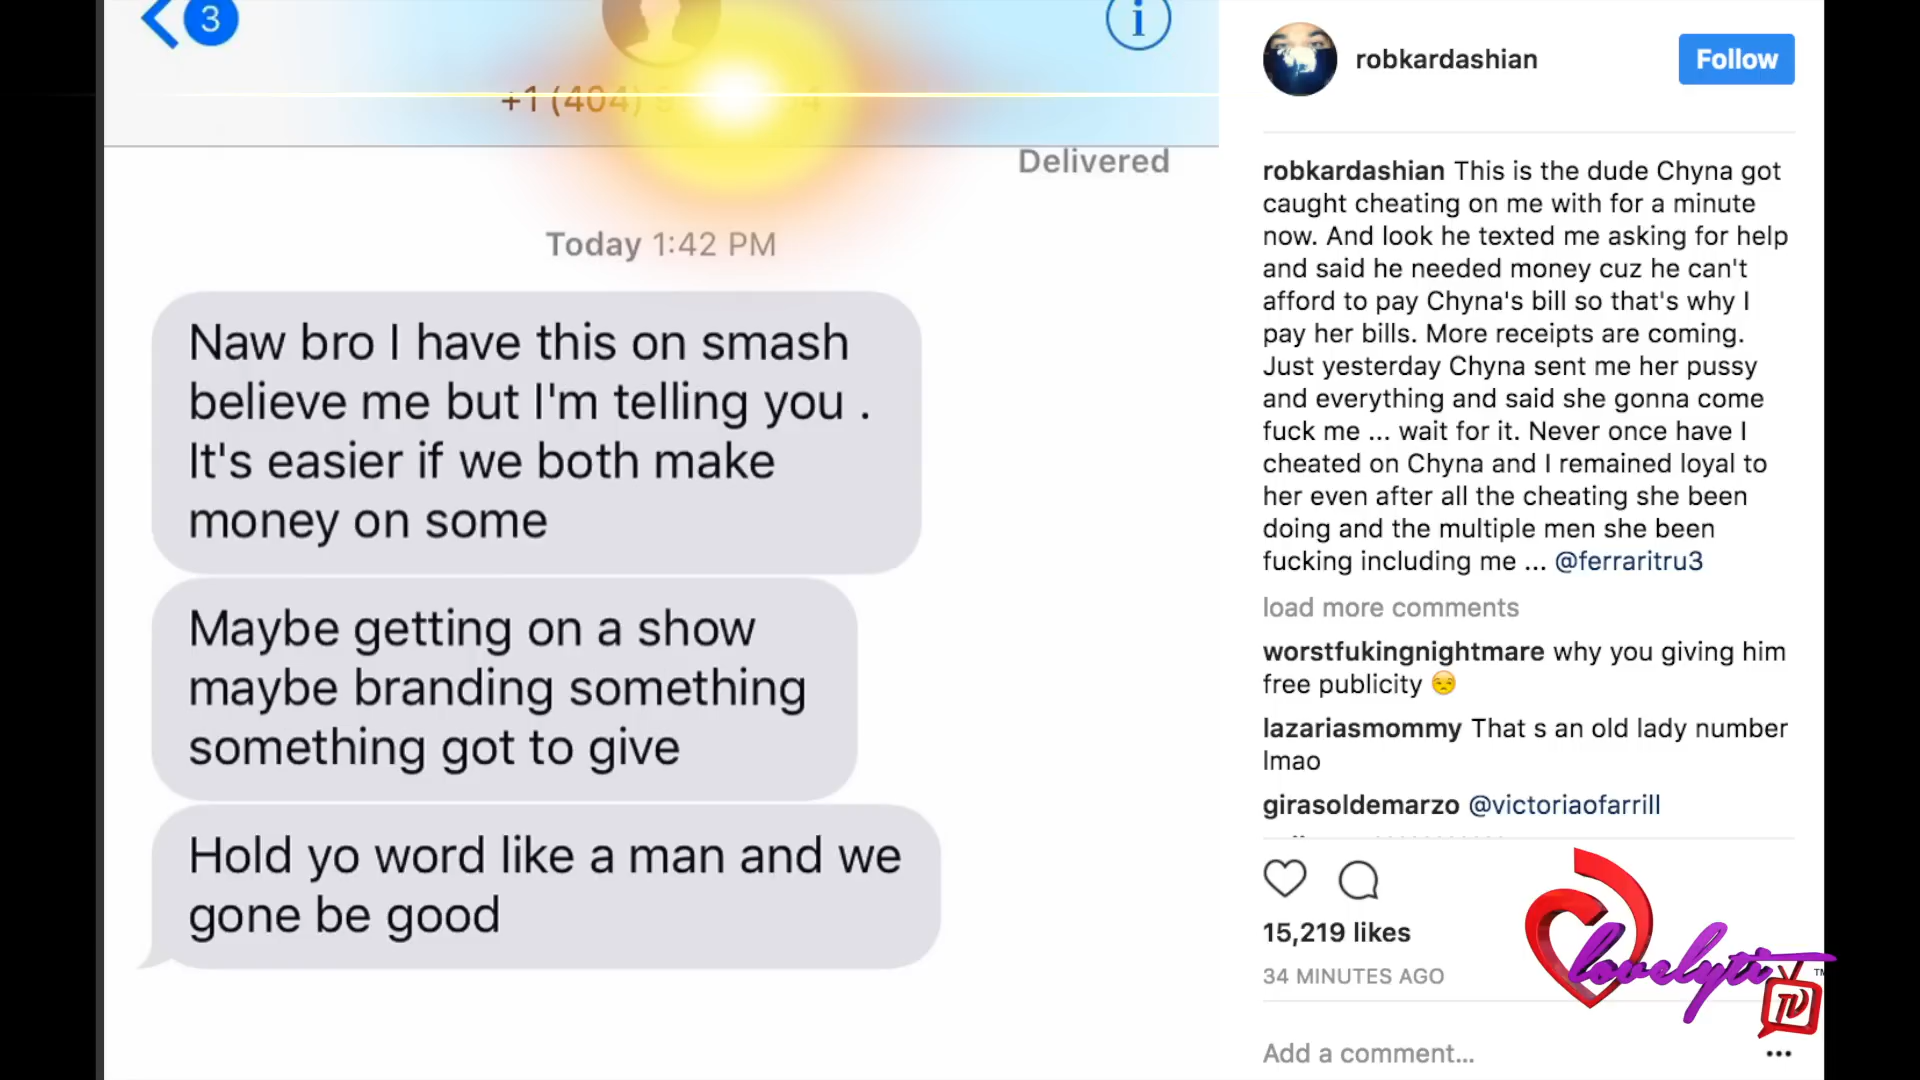 3
i
+1 (404)
Delivered
Today 1:42 PM
Naw bro I have this on smash
believe me but I'm telling you .
It's easier if we both make
money on some
Maybe getting on a show
maybe branding something
something got to give
Hold yo word like a man and we
gone be good
robkardashian
Follow
robkardashian This is the dude Chyna got
caught cheating on me with for a minute
now. And look he texted me asking for help
and said he needed money cuz he can't
afford to pay Chyna's bill so that's why I
pay her bills. More receipts are coming.
Just yesterday Chyna sent me her pussy
and everything and said she gonna come
fuck me ... wait for it. Never once have I
cheated on Chyna and I remained loyal to
her even after all the cheating she been
doing and the multiple men she been
fucking including me ... @ferraritru3
load more comments
worstfukingnightmare why you giving him
free publicity 😒
lazariasmommy That s an old lady number
lmao
girasoldemarzo @victoriaofarrill
15,219 likes
34 MINUTES AGO
lovelyti
TV
TM
Add a comment...